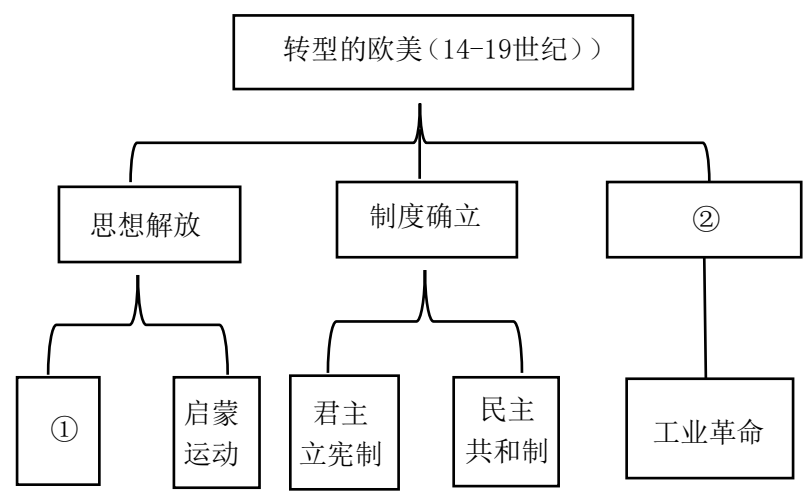 转型的欧美（14-19世纪））
思想解放
制度确立
②
①
启蒙
运动
君主
立宪制
民主
共和制
工业革命